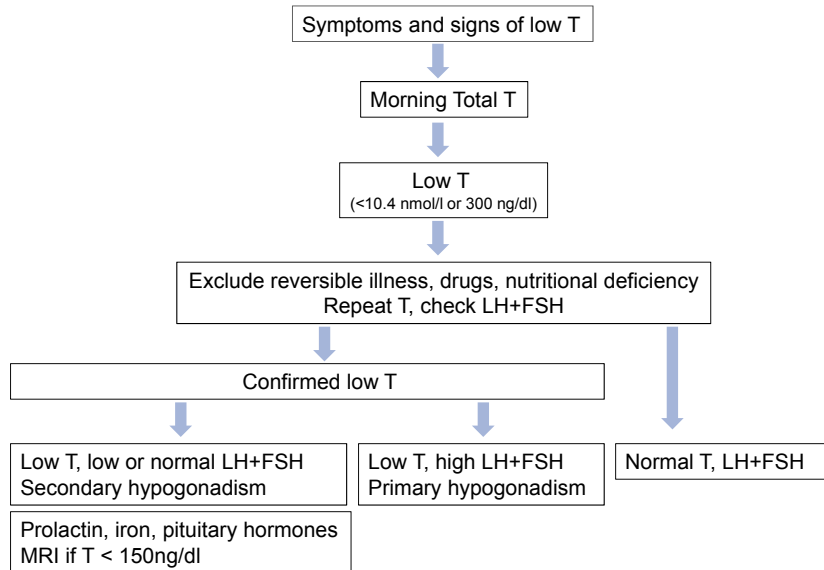 Symptoms and signs of low T
Morning Total T
Low T
(<10.4 nmol/l or 300 ng/dl)
Exclude reversible illness, drugs, nutritional deficiency
Repeat T, check LH+FSH
Confirmed low T
Low T, low or normal LH+FSH
Secondary hypogonadism
Low T, high LH+FSH
Primary hypogonadism
Normal T, LH+FSH
Prolactin, iron, pituitary hormones
MRI if T < 150ng/dl